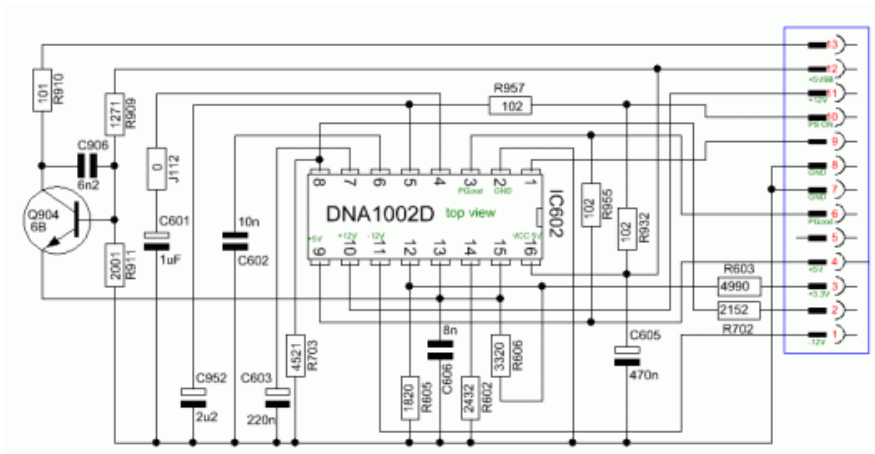 13
12
+5VSB
11
+12V
10
PS ON
9
8
GND
7
GND
6
PGood
5
4
+5V
3
+3.3V
2
1
-12V
R910
101
R909
1271
C906
6n2
0
J112
Q904
6B
R911
2001
C601
1uF
10n
C602
R957
102
8
7
6
5
4
3
2
1
PGood
GND
DNA1002D
top view
IC602
+5V
+12V
-12V
VCC 5V
9
10
11
12
13
14
15
16
102
R955
102
R932
R603
4990
2152
R702
4521
R703
8n
C606
3320
R606
C605
470n
C952
2u2
C603
220n
1820
R605
2432
R602